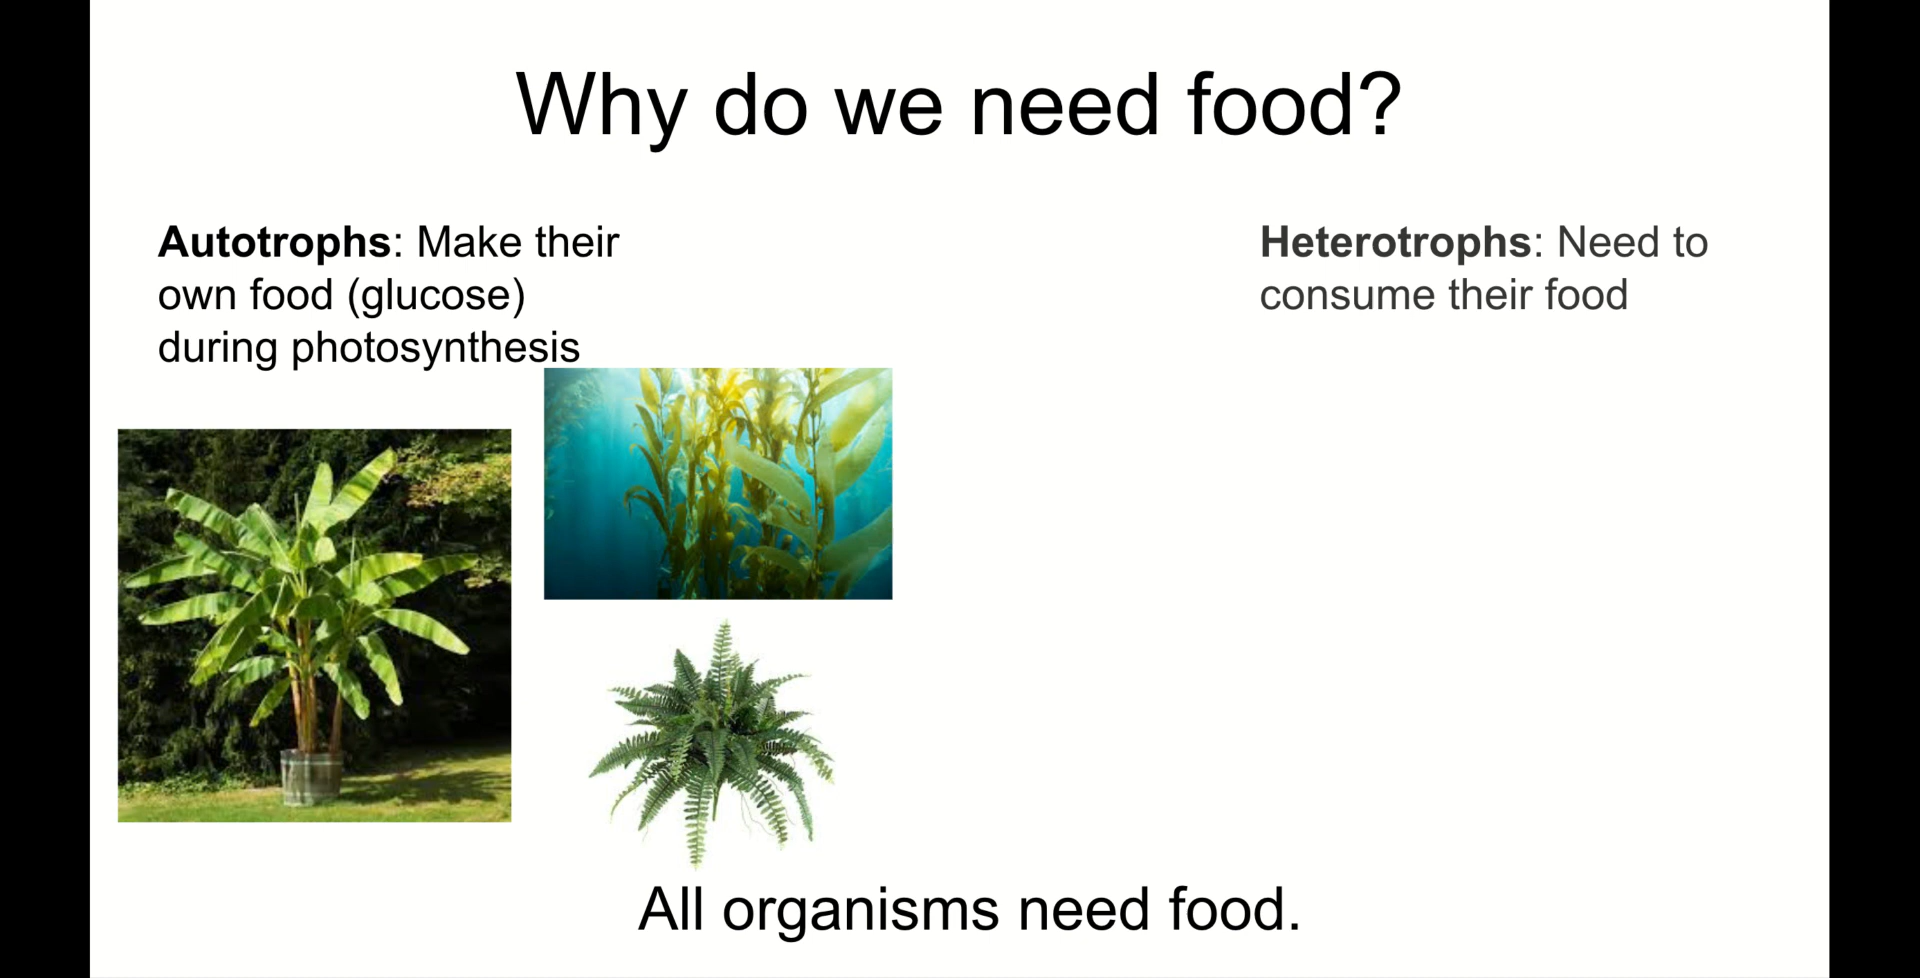 Why do we need food?
Autotrophs: Make their
own food (glucose)
during photosynthesis
Heterotrophs: Need to
consume their food
All organisms need food.